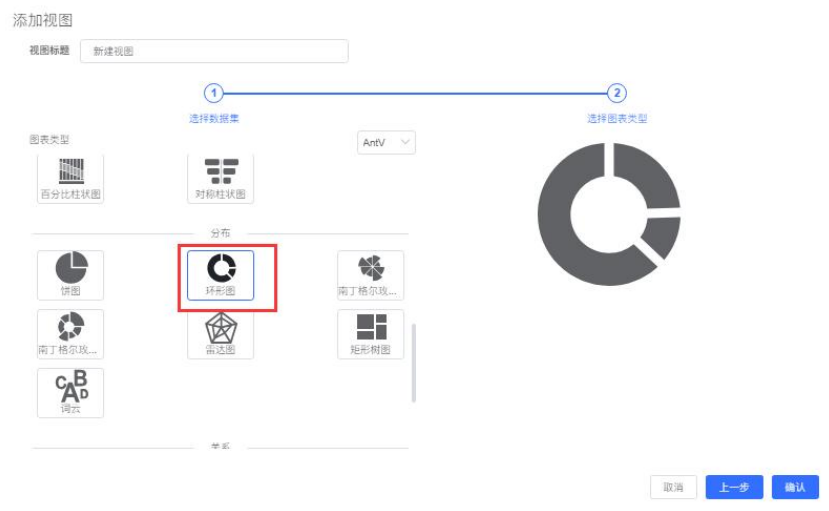 添加视图
视图标题 新建视图
1 2
选择数据集 选择图表类型
图表类型 AntV
百分比柱状图 对称柱状图
分布
饼图 环形图 南丁格尔玫...
南丁格尔玫... 雷达图 矩形树图
CABD
词云
关系
取消 上一步 确认